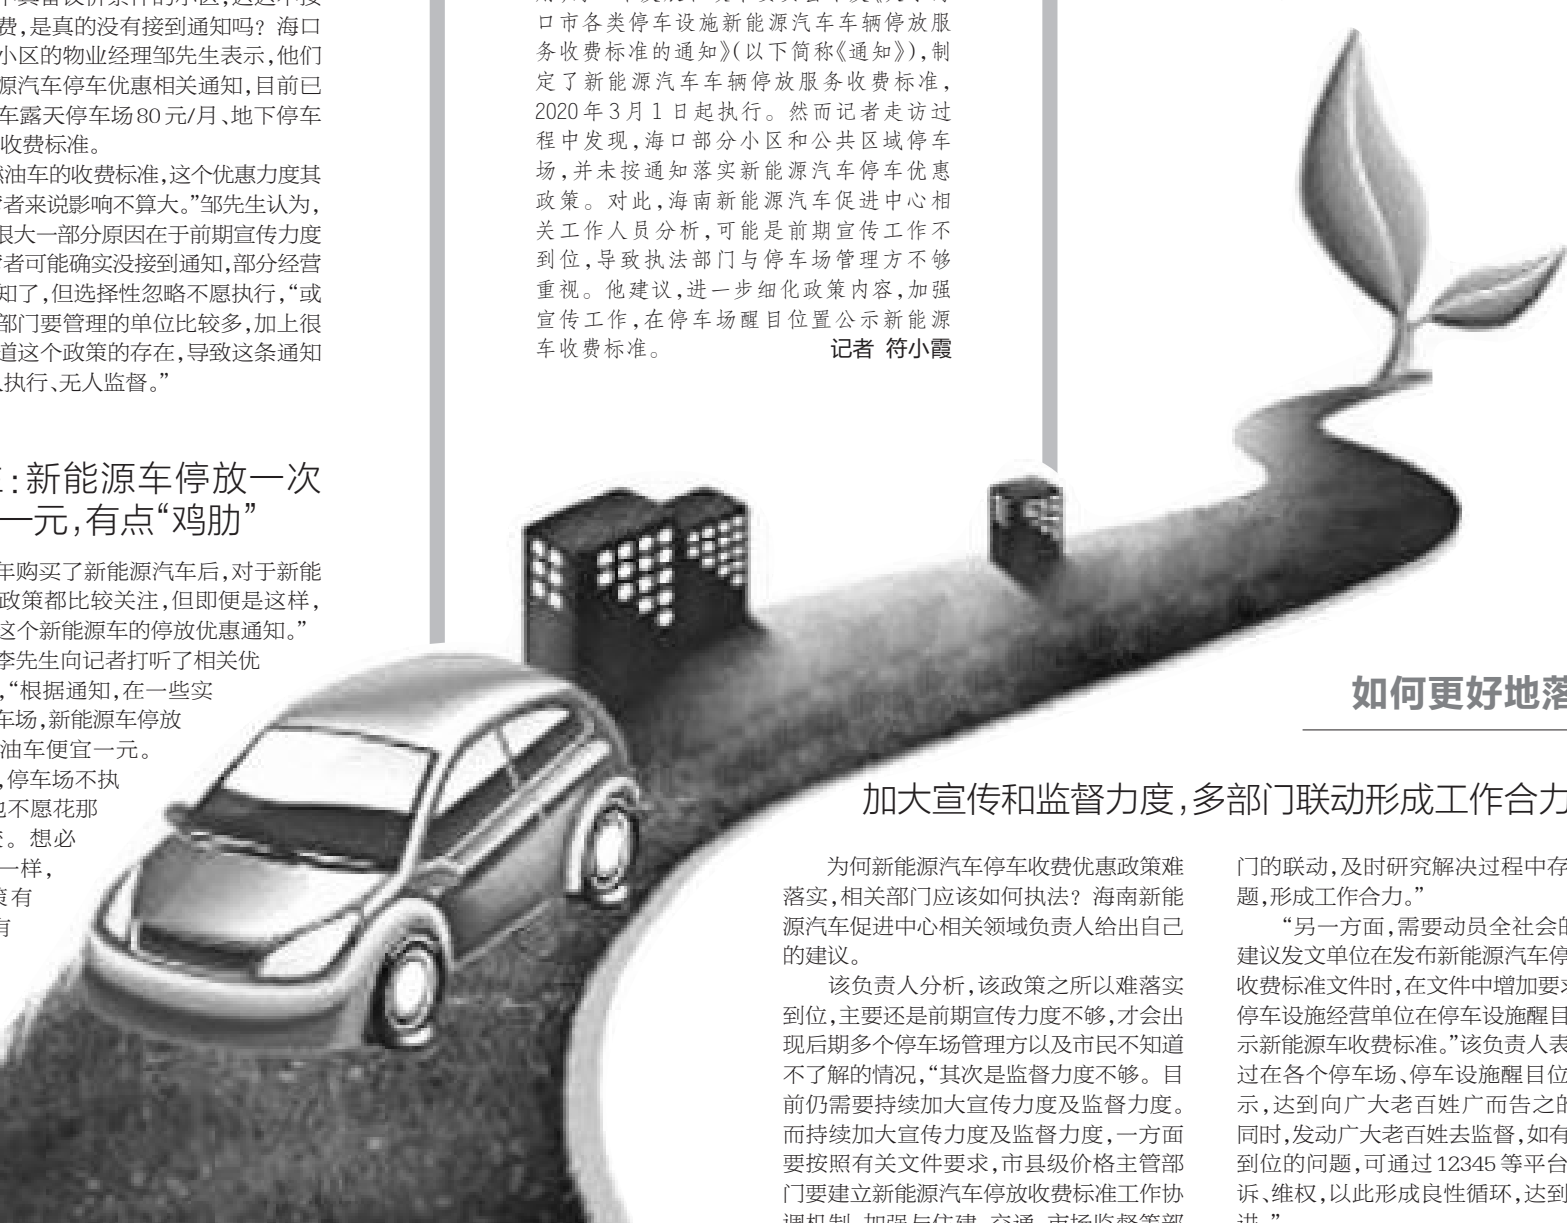 费,是真的没有接到通知吗？海口
小区的物业经理邹先生表示,他们
源汽车停车优惠相关通知,目前已
车露天停车场80元/月、地下停车
收费标准。
油车的收费标准,这个优惠力度其
者来说影响不算大。”邹先生认为,
很大一部分原因在于前期宣传力度
者可能确实没接到通知,部分经营
知了,但选择性忽略不愿执行,“或
部门要管理的单位比较多,加上很
道这个政策的存在,导致这条通知
执行、无人监督。”
:新能源车停放一次
一元,有点“鸡肋”
年购买了新能源汽车后,对于新能
政策都比较关注,但即便是这样,
这个新能源车的停放优惠通知。”
李先生向记者打听了相关优
,“根据通知,在一些实
车场,新能源车停放
油车便宜一元。
,停车场不执
也不愿花那
。想必
一样,
策有
有
口市各类停车设施新能源汽车车辆停放服
务收费标准的通知》(以下简称《通知》),制
定了新能源汽车车辆停放服务收费标准,
2020年3月1日起执行。然而记者走访过
程中发现,海口部分小区和公共区域停车
场,并未按通知落实新能源汽车停车优惠
政策。对此,海南新能源汽车促进中心相
关工作人员分析,可能是前期宣传工作不
到位,导致执法部门与停车场管理方不够
重视。他建议,进一步细化政策内容,加强
宣传工作,在停车场醒目位置公示新能源
车收费标准。 记者 符小霞
如何更好地落
加大宣传和监督力度,多部门联动形成工作合力
为何新能源汽车停车收费优惠政策难
落实,相关部门应该如何执法？海南新能
源汽车促进中心相关领域负责人给出自己
的建议。
该负责人分析,该政策之所以难落实
到位,主要还是前期宣传力度不够,才会出
现后期多个停车场管理方以及市民不知道
不了解的情况,“其次是监督力度不够。目
前仍需要持续加大宣传力度及监督力度。
而持续加大宣传力度及监督力度,一方面
要按照有关文件要求,市县级价格主管部
门要建立新能源汽车停放收费标准工作协
调机制,加强与住建、交通、市场监督等部
门的联动,及时研究解决过程中存
题,形成工作合力。”
“另一方面,需要动员全社会的
建议发文单位在发布新能源汽车停
收费标准文件时,在文件中增加要求
停车设施经营单位在停车设施醒目
示新能源车收费标准。”该负责人表
过在各个停车场、停车设施醒目位
示,达到向广大老百姓广而告之的
同时,发动广大老百姓去监督,如有
到位的问题,可通过12345等平台
诉、维权,以此形成良性循环,达到
进。”